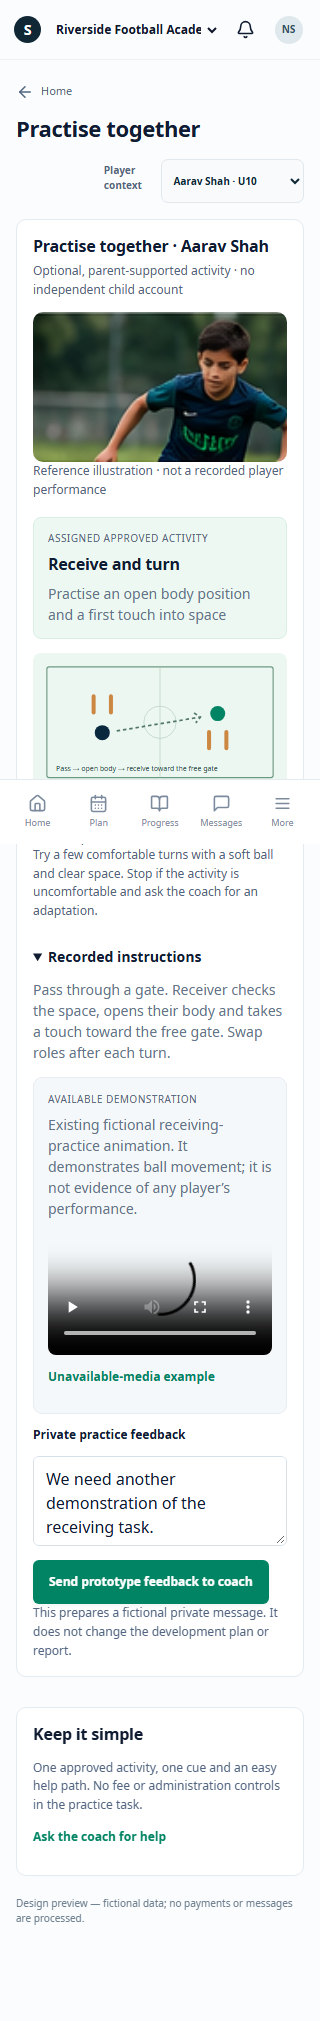 S
Riverside Football Acade
NS
Home
Practise together
Player
context
Aarav Shah · U10
Practise together · Aarav Shah
Optional, parent-supported activity · no
independent child account
Reference illustration · not a recorded player
performance
ASSIGNED APPROVED ACTIVITY
Receive and turn
Practise an open body position
and a first touch into space
Pass → open body → receive toward the free gate
Home
Plan
Progress
Messages
More
Try a few comfortable turns with a soft ball
and clear space. Stop if the activity is
uncomfortable and ask the coach for an
adaptation.
▼ Recorded instructions
Pass through a gate. Receiver checks
the space, opens their body and takes
a touch toward the free gate. Swap
roles after each turn.
AVAILABLE DEMONSTRATION
Existing fictional receiving-
practice animation. It
demonstrates ball movement; it is
not evidence of any player's
performance.
Unavailable-media example
Private practice feedback
We need another
demonstration of the
receiving task.
Send prototype feedback to coach
This prepares a fictional private message. It
does not change the development plan or
report.
Keep it simple
One approved activity, one cue and an easy
help path. No fee or administration controls
in the practice task.
Ask the coach for help
Design preview — fictional data; no payments or messages
are processed.